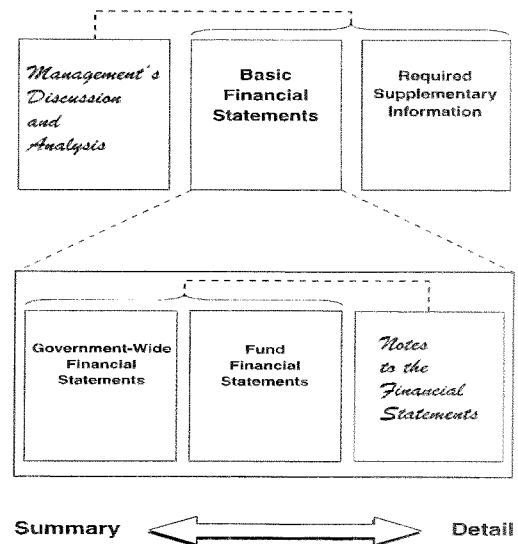 Management's
Discussion
and
Analysis
Basic
Financial
Statements
Required
Supplementary
Information
Government-Wide
Financial
Statements
Fund
Financial
Statements
Notes
to the
Financial
Statements
Summary
Detail